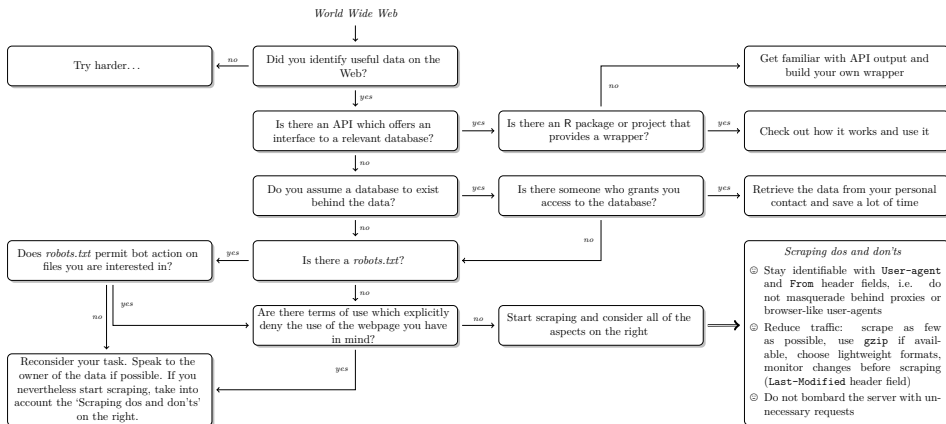 World Wide Web
Try harder...
no
Did you identify useful data on the
Web?
Get familiar with API output and
build your own wrapper
yes
no
Is there an API which offers an
interface to a relevant database?
yes
Is there an R package or project that
provides a wrapper?
yes
Check out how it works and use it
no
Do you assume a database to exist
behind the data?
yes
Is there someone who grants you
access to the database?
yes
Retrieve the data from your personal
contact and save a lot of time
no
no
Does robots.txt permit bot action on
files you are interested in?
yes
Is there a robots.txt?
no
yes
no
Are there terms of use which explicitly
deny the use of the webpage you have
in mind?
no
Start scraping and consider all of the
aspects on the right
yes
Reconsider your task. Speak to the
owner of the data if possible. If you
nevertheless start scraping, take into
account the ‘Scraping dos and don’ts’
on the right.
Scraping dos and don’ts
☺ Stay identifiable with User-agent
and From header fields, i.e. do
not masquerade behind proxies or
browser-like user-agents
☺ Reduce traffic: scrape as few
as possible, use gzip if avai-
lable, choose lightweight formats,
monitor changes before scraping
(Last-Modified header field)
☺ Do not bombard the server with un-
necessary requests